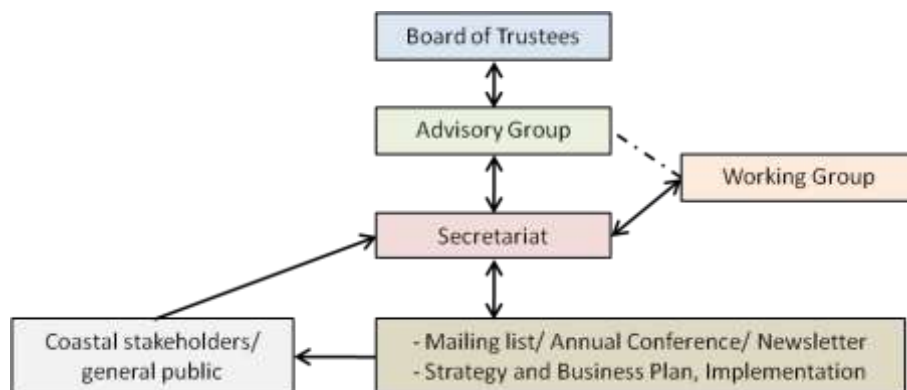 Board of Trustees
Advisory Group
Working Group
Secretariat
Coastal stakeholders/
general public
- Mailing list/ Annual Conference/ Newsletter
- Strategy and Business Plan, Implementation